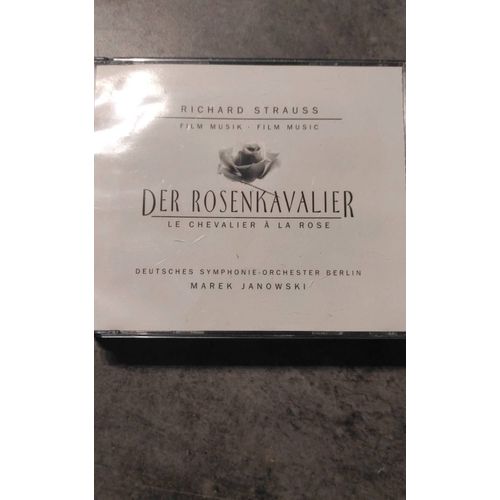 RICHARD STRAUSS
FILM MUSIK · FILM MUSIC
DER ROSENKAVALIER
LE CHEVALIER À LA ROSE
DEUTSCHES SYMPHONIE-ORCHESTER BERLIN
MAREK JANOWSKI